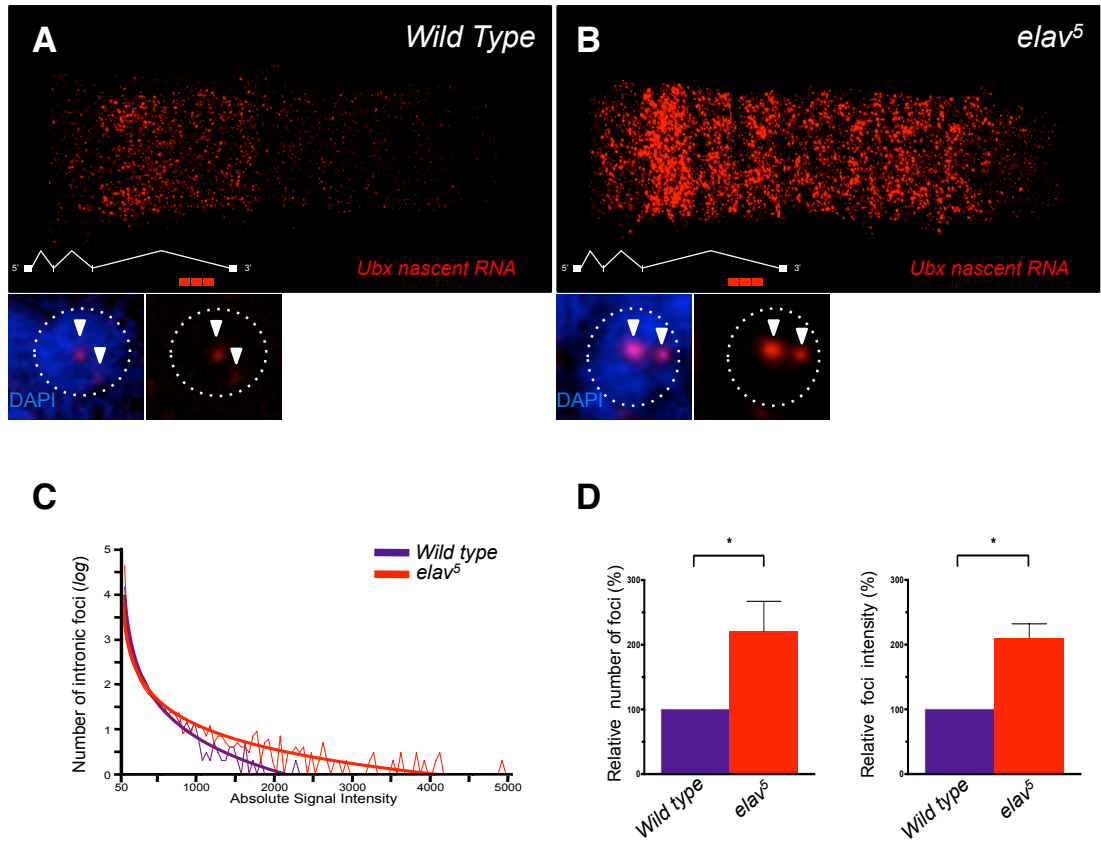 A
Wild Type
5'
3'
Ubx nascent RNA
DAPI
B
elav⁵
5'
3'
Ubx nascent RNA
DAPI
C
Number of intronic foci (log)
5
4
3
2
1
0
50
1000
2000
3000
4000
5000
Absolute Signal Intensity
Wild type
elav⁵
D
*
Relative number of foci (%)
300
200
100
0
Wild type
elav⁵
*
Relative foci intensity (%)
300
200
100
0
Wild type
elav⁵